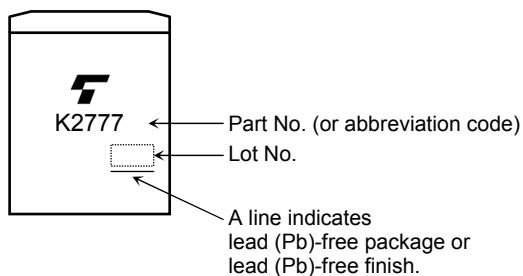 K2777
Part No. (or abbreviation code)
Lot No.
A line indicates
lead (Pb)-free package or
lead (Pb)-free finish.